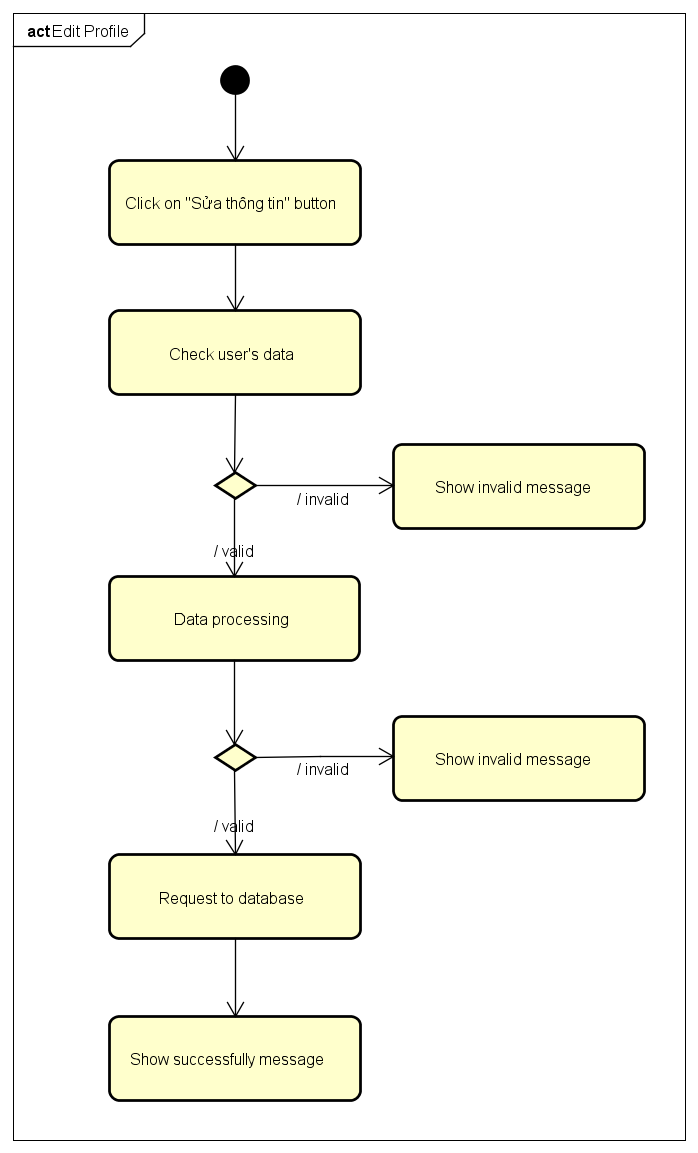 act Edit Profile
Click on "Sửa thông tin" button
Check user's data
/ invalid
Show invalid message
/ valid
Data processing
/ invalid
Show invalid message
/ valid
Request to database
Show successfully message